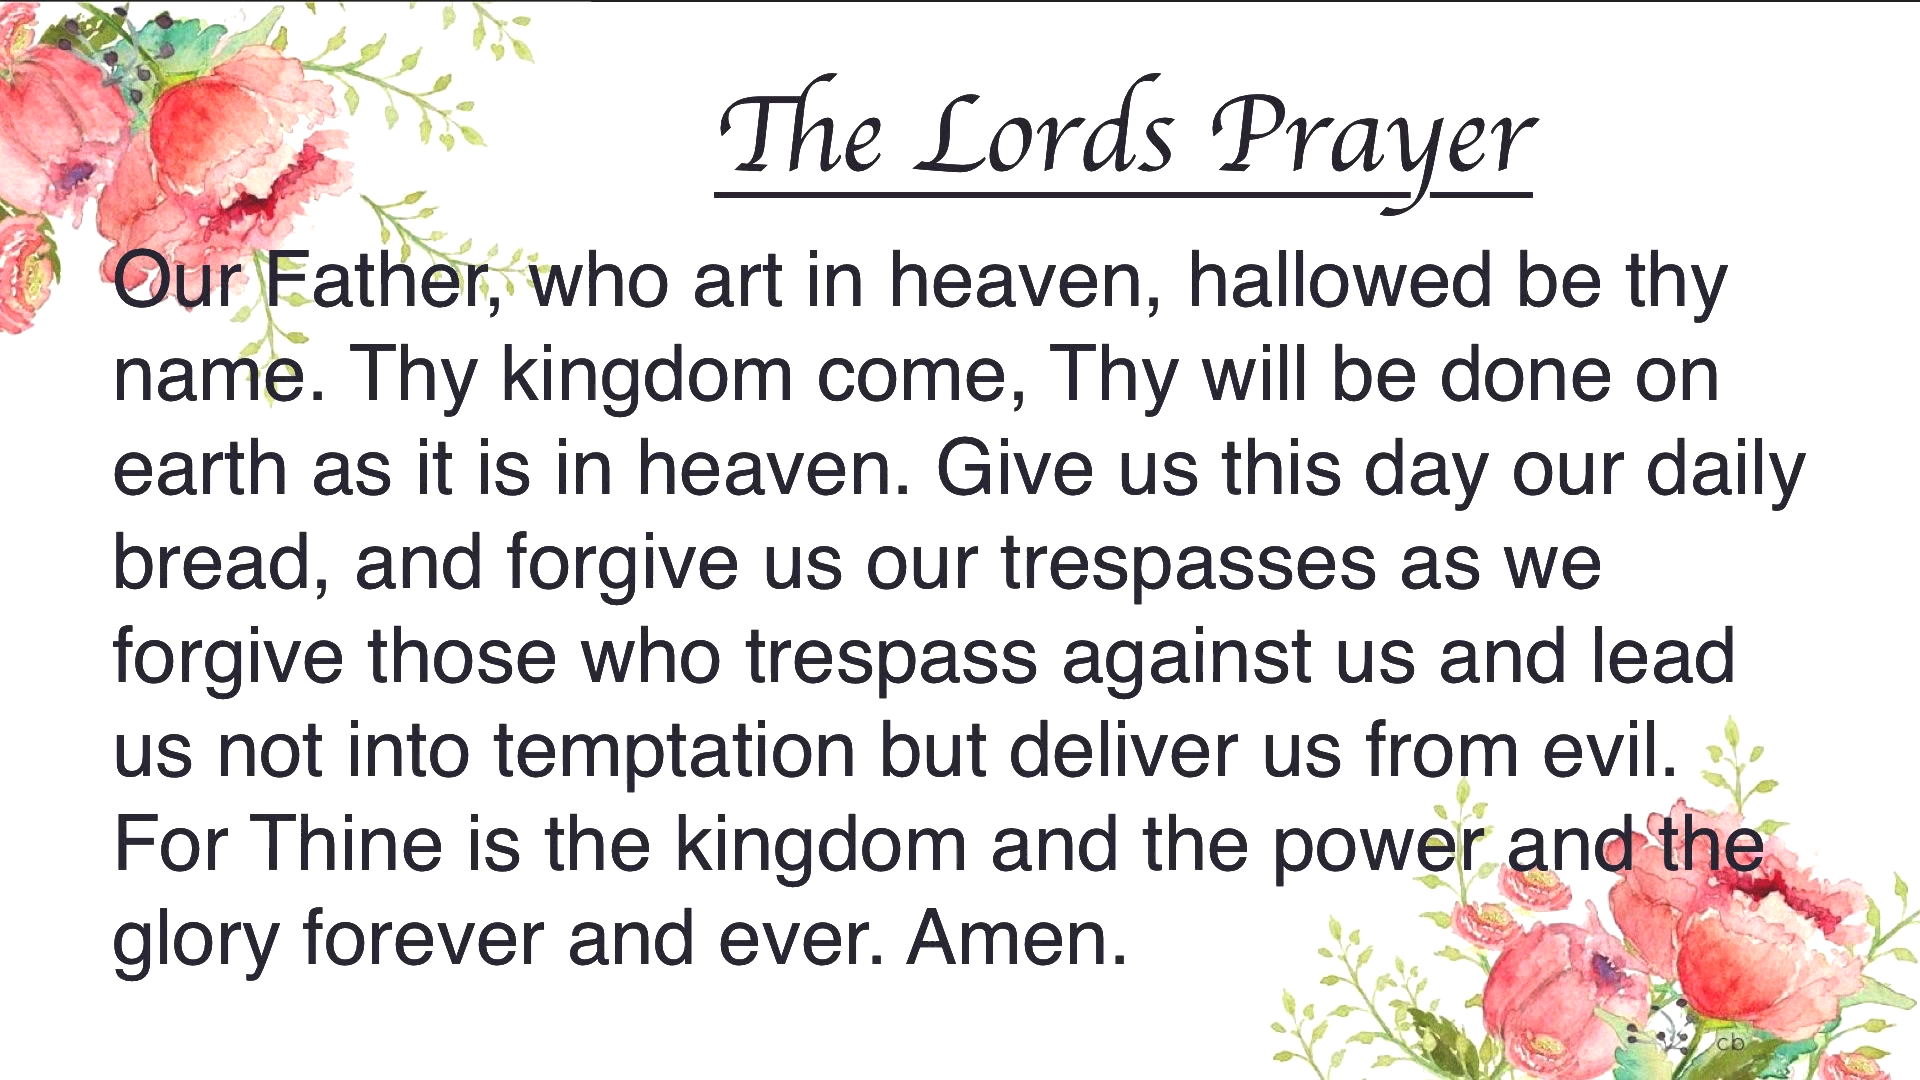 The Lords Prayer
Our Father, who art in heaven, hallowed be thy
name. Thy kingdom come, Thy will be done on
earth as it is in heaven. Give us this day our daily
bread, and forgive us our trespasses as we
forgive those who trespass against us and lead
us not into temptation but deliver us from evil.
For Thine is the kingdom and the power and the
glory forever and ever. Amen.
cb